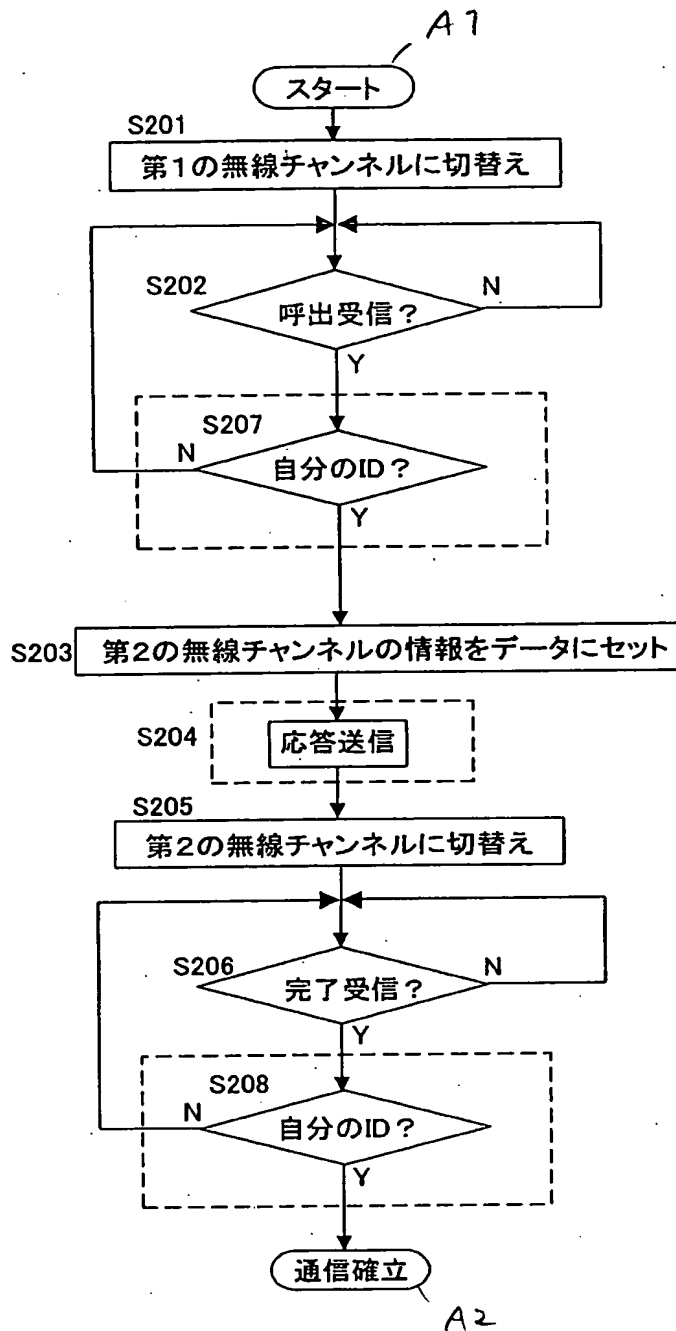 A1
スタート
S201
第1の無線チャンネルに切替え
S202
呼出受信？
N
Y
S207
N
自分のID？
Y
S203
第2の無線チャンネルの情報をデータにセット
S204
応答送信
S205
第2の無線チャンネルに切替え
S206
完了受信？
N
Y
S208
N
自分のID？
Y
通信確立
A2